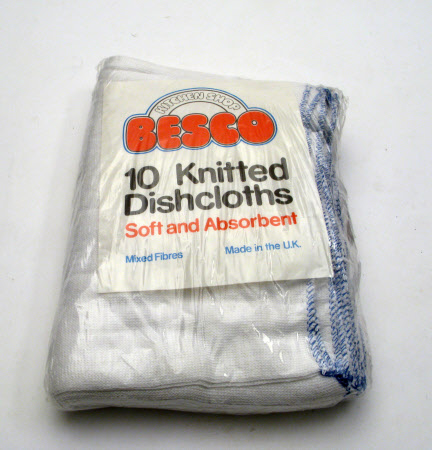 KITCHEN SHOP
BESCO
10 Knitted
Dishcloths
Soft and Absorbent
Mixed Fibres Made in the U.K.